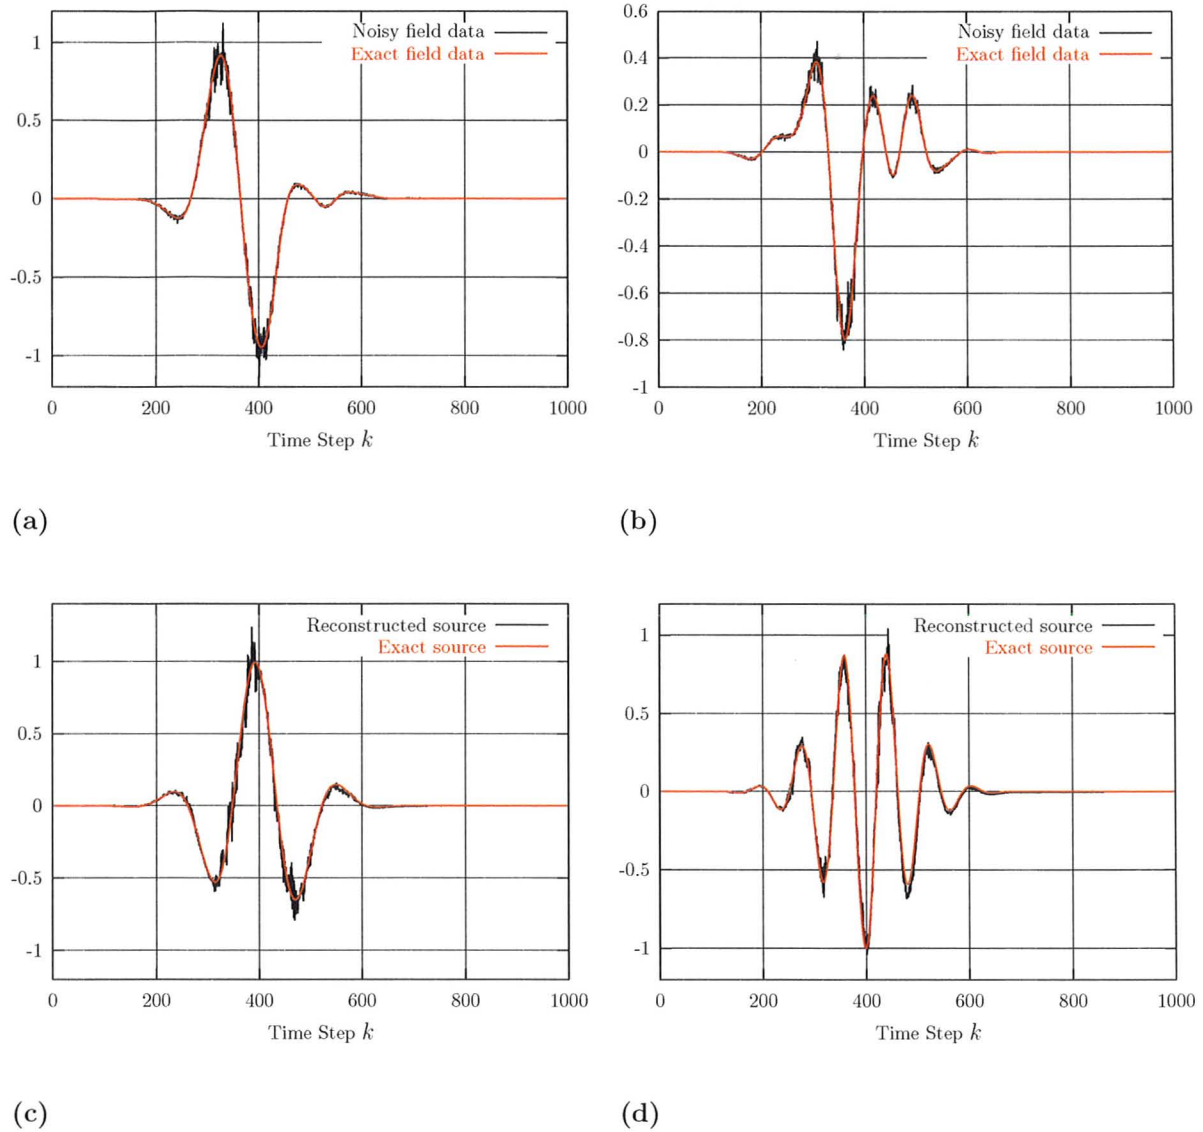 Noisy field data
Exact field data
1
0.5
0
-0.5
-1
0 200 400 600 800 1000
Time Step k
(a)
Noisy field data
Exact field data
0.6
0.4
0.2
0
-0.2
-0.4
-0.6
-0.8
-1
0 200 400 600 800 1000
Time Step k
(b)
Reconstructed source
Exact source
1
0.5
0
-0.5
-1
0 200 400 600 800 1000
Time Step k
(c)
Reconstructed source
Exact source
1
0.5
0
-0.5
-1
0 200 400 600 800 1000
Time Step k
(d)